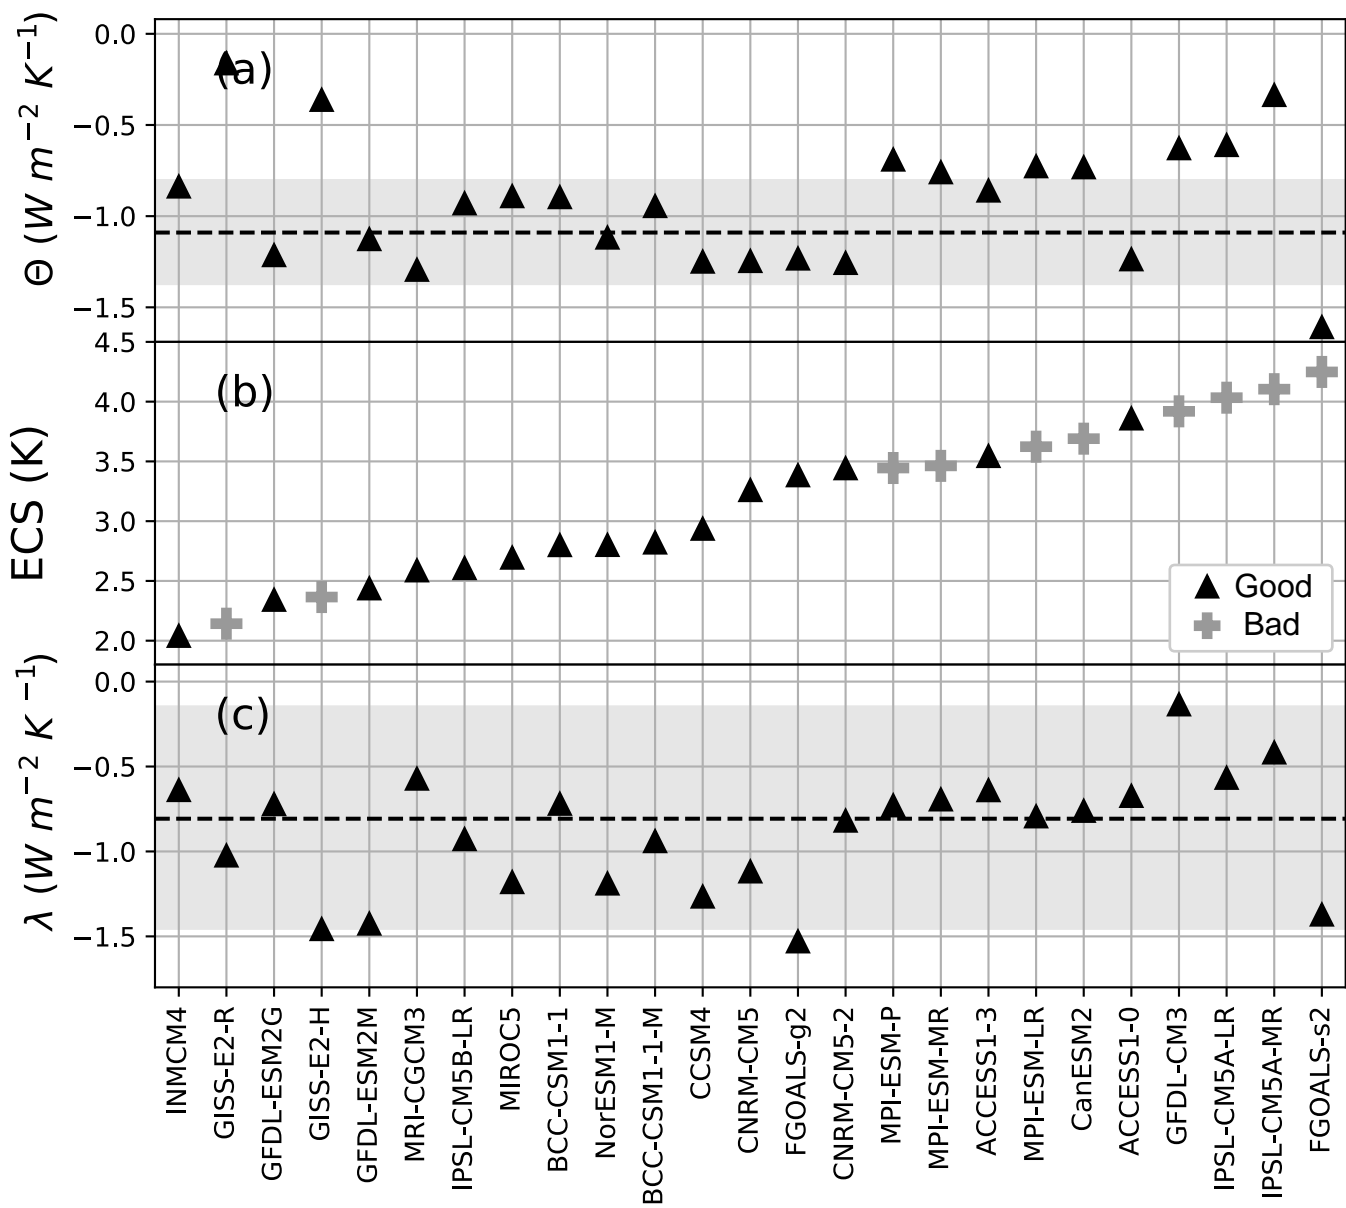 Θ (W m−2 K−1)
0.0
−0.5
−1.0
−1.5
(a)
ECS (K)
4.5
4.0
3.5
3.0
2.5
2.0
(b)
Good
Bad
λ (W m−2 K−1)
0.0
−0.5
−1.0
−1.5
(c)
INMCM4
GISS-E2-R
GFDL-ESM2G
GISS-E2-H
GFDL-ESM2M
MRI-CGCM3
IPSL-CM5B-LR
MIROC5
BCC-CSM1-1
NorESM1-M
BCC-CSM1-1-M
CCSM4
CNRM-CM5
FGOALS-g2
CNRM-CM5-2
MPI-ESM-P
MPI-ESM-MR
ACCESS1-3
MPI-ESM-LR
CanESM2
ACCESS1-0
GFDL-CM3
IPSL-CM5A-LR
IPSL-CM5A-MR
FGOALS-s2